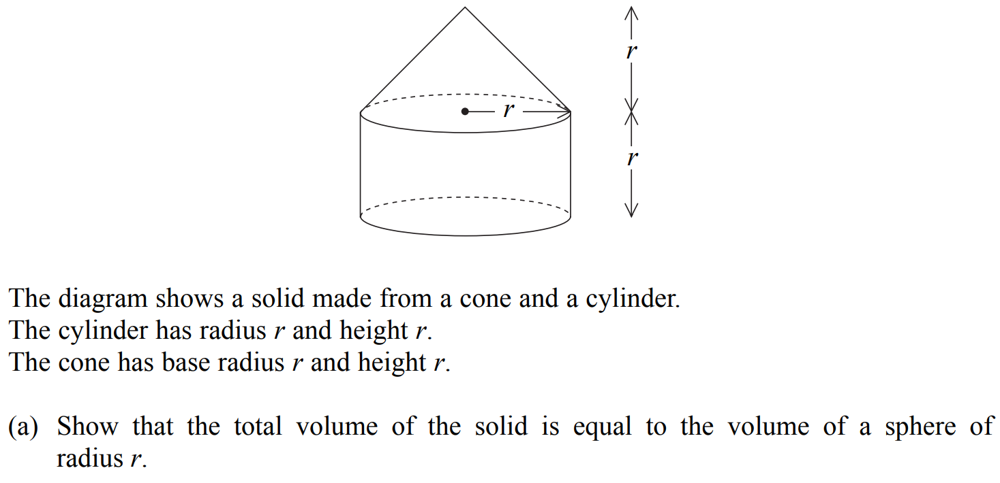 r
r
r
The diagram shows a solid made from a cone and a cylinder.
The cylinder has radius r and height r.
The cone has base radius r and height r.
(a) Show that the total volume of the solid is equal to the volume of a sphere of
radius r.